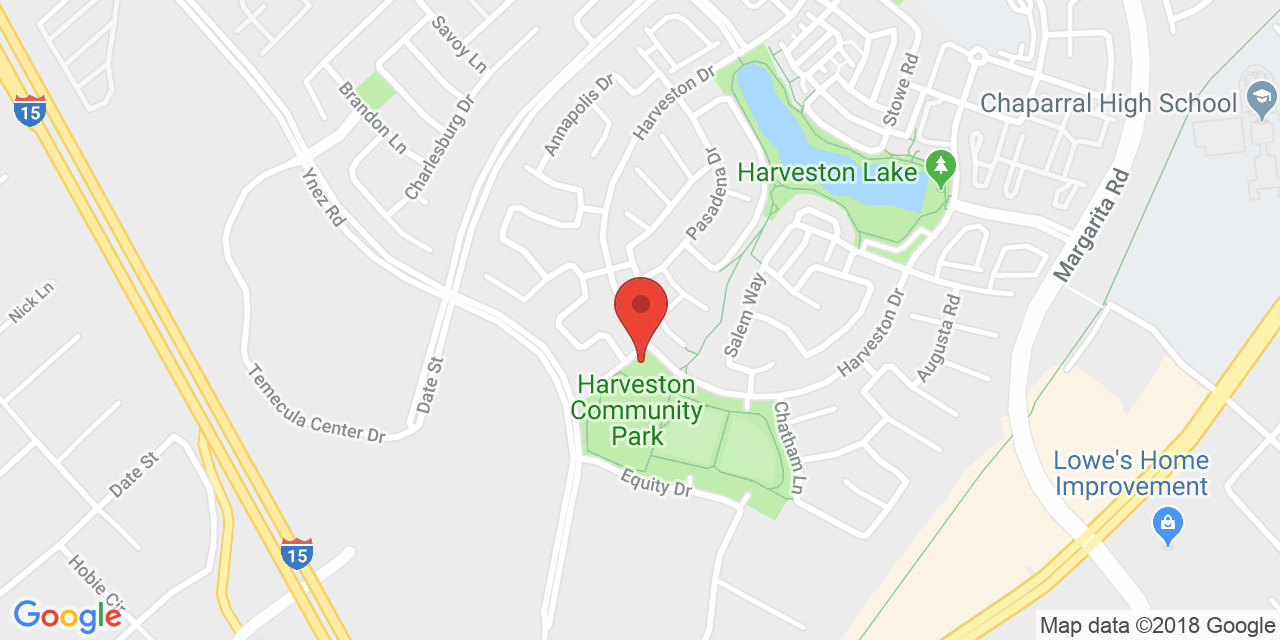 Savoy Ln
15
Brandon Ln
Annapolis Dr
Harveston Dr
Stowe Rd
Chaparral High School
Charlesburg Dr
Harveston Lake
Ynez Rd
Pasadena Dr
Margarita Rd
Nick Ln
Salem Way
Harveston Dr
Augusta Rd
Temecula Center Dr
Date St
Harveston
Community
Park
Chatham Ln
Date St
Equity Dr
Lowe's Home
Improvement
15
Hobie Cir
Google
Map data ©2018 Google